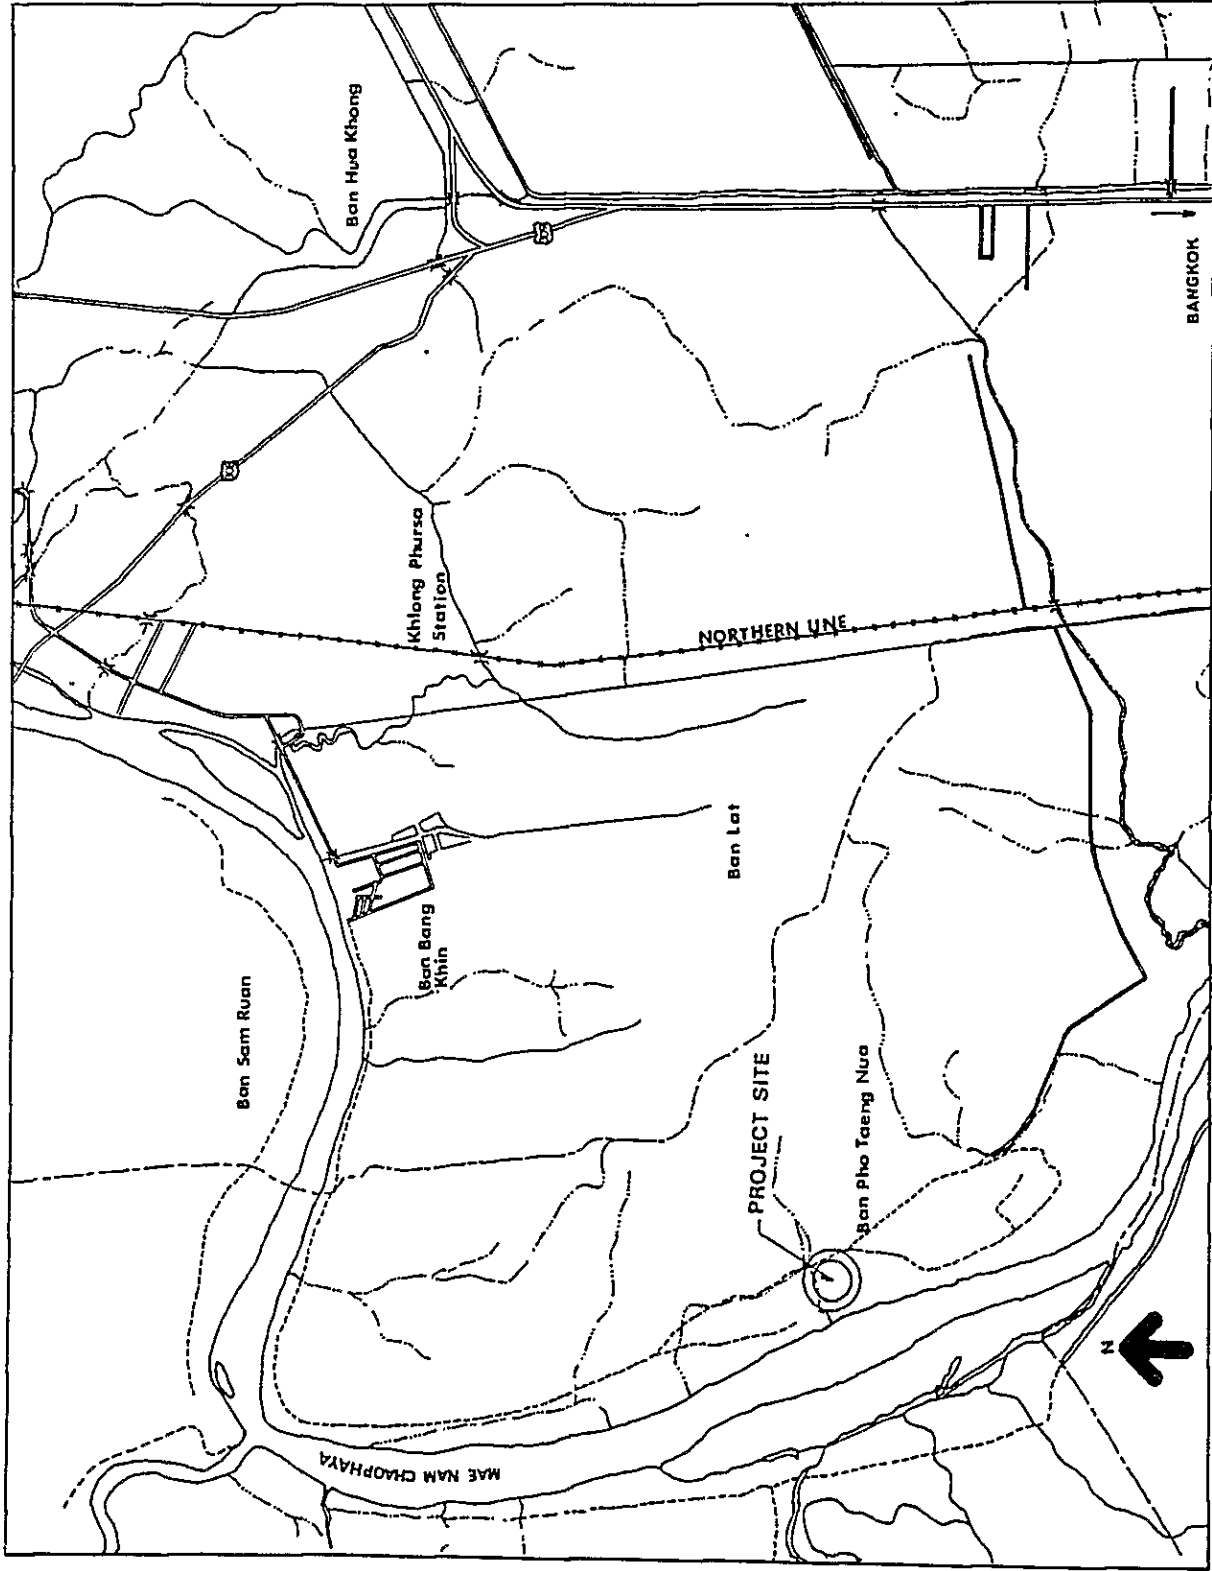 Ban Hua Khong
Khlong Phursa
Station
NORTHERN LINE
BANGKOK
Ban Lat
Ban Bang
Khin
Ban Sam Ruan
PROJECT SITE
Ban Pho Taeng Nua
MAE NAM CHAOPHAYA
N